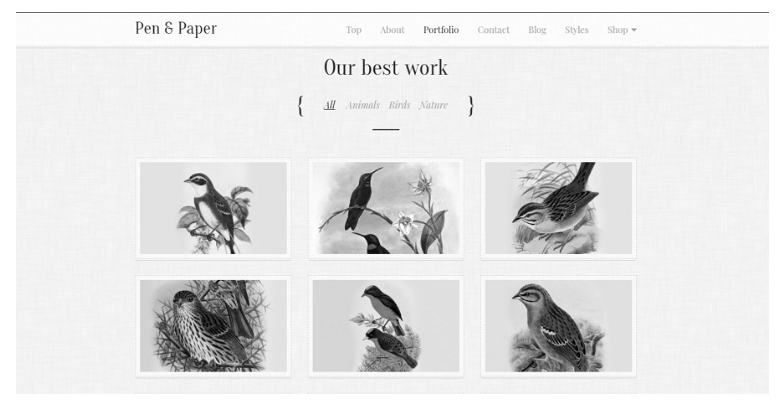 Pen & Paper
Top About Portfolio Contact Blog Styles Shop
Our best work
{ All Animals Birds Nature }